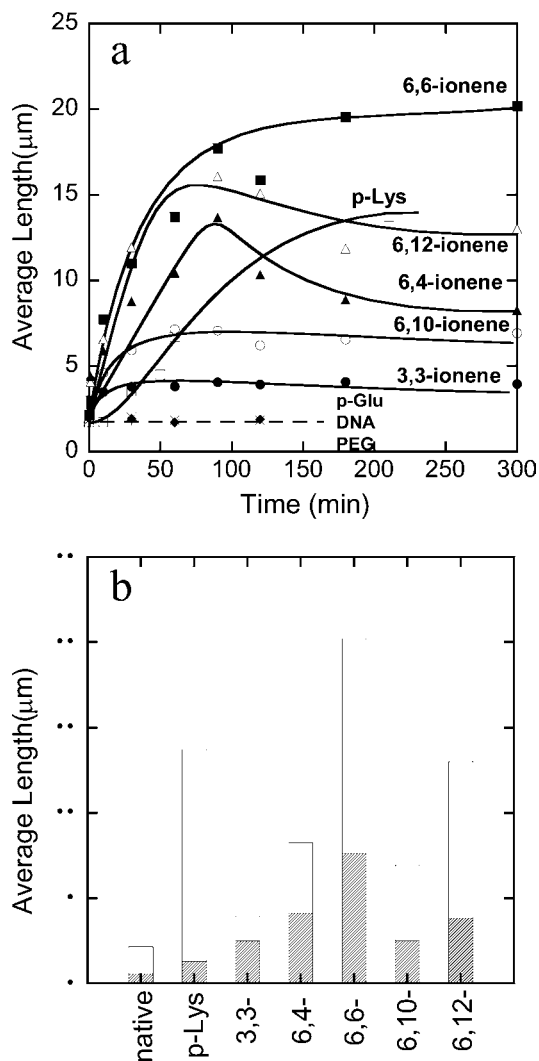 a
25
20
15
10
5
0
Average Length(μm)
6,6-ionene
p-Lys
6,12-ionene
6,4-ionene
6,10-ionene
3,3-ionene
p-Glu
DNA
PEG
0 50 100 150 200 250 300
Time (min)
b
Average Length(μm)
native
p-Lys
3,3-
6,4-
6,6-
6,10-
6,12-